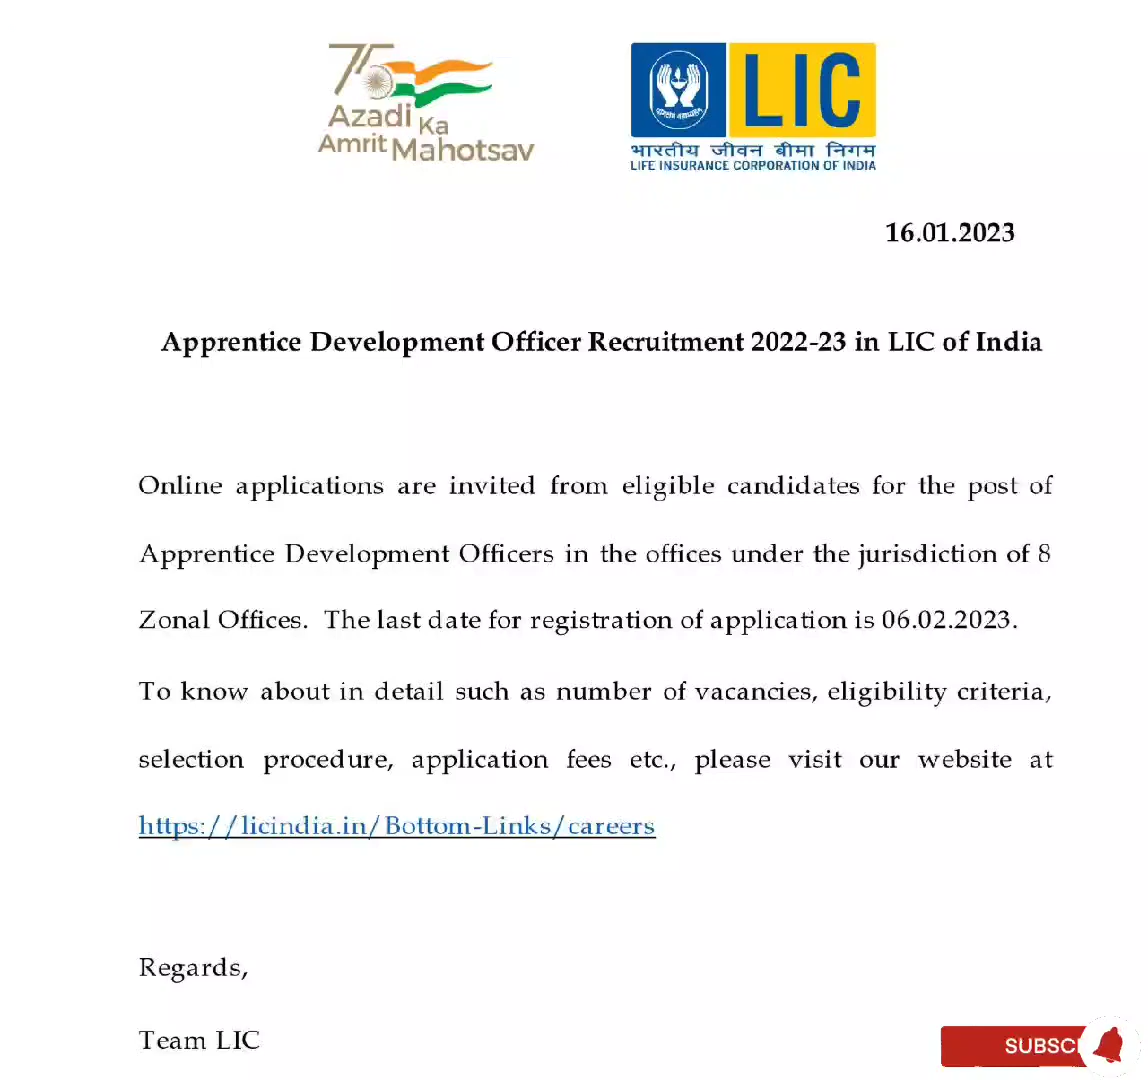 75
Azadi Ka
Amrit Mahotsav
LIC
भारतीय जीवन बीमा निगम
LIFE INSURANCE CORPORATION OF INDIA
16.01.2023
Apprentice Development Officer Recruitment 2022-23 in LIC of India
Online applications are invited from eligible candidates for the post of
Apprentice Development Officers in the offices under the jurisdiction of 8
Zonal Offices. The last date for registration of application is 06.02.2023.
To know about in detail such as number of vacancies, eligibility criteria,
selection procedure, application fees etc., please visit our website at
https://licindia.in/Bottom-Links/careers
Regards,
Team LIC
SUBSC